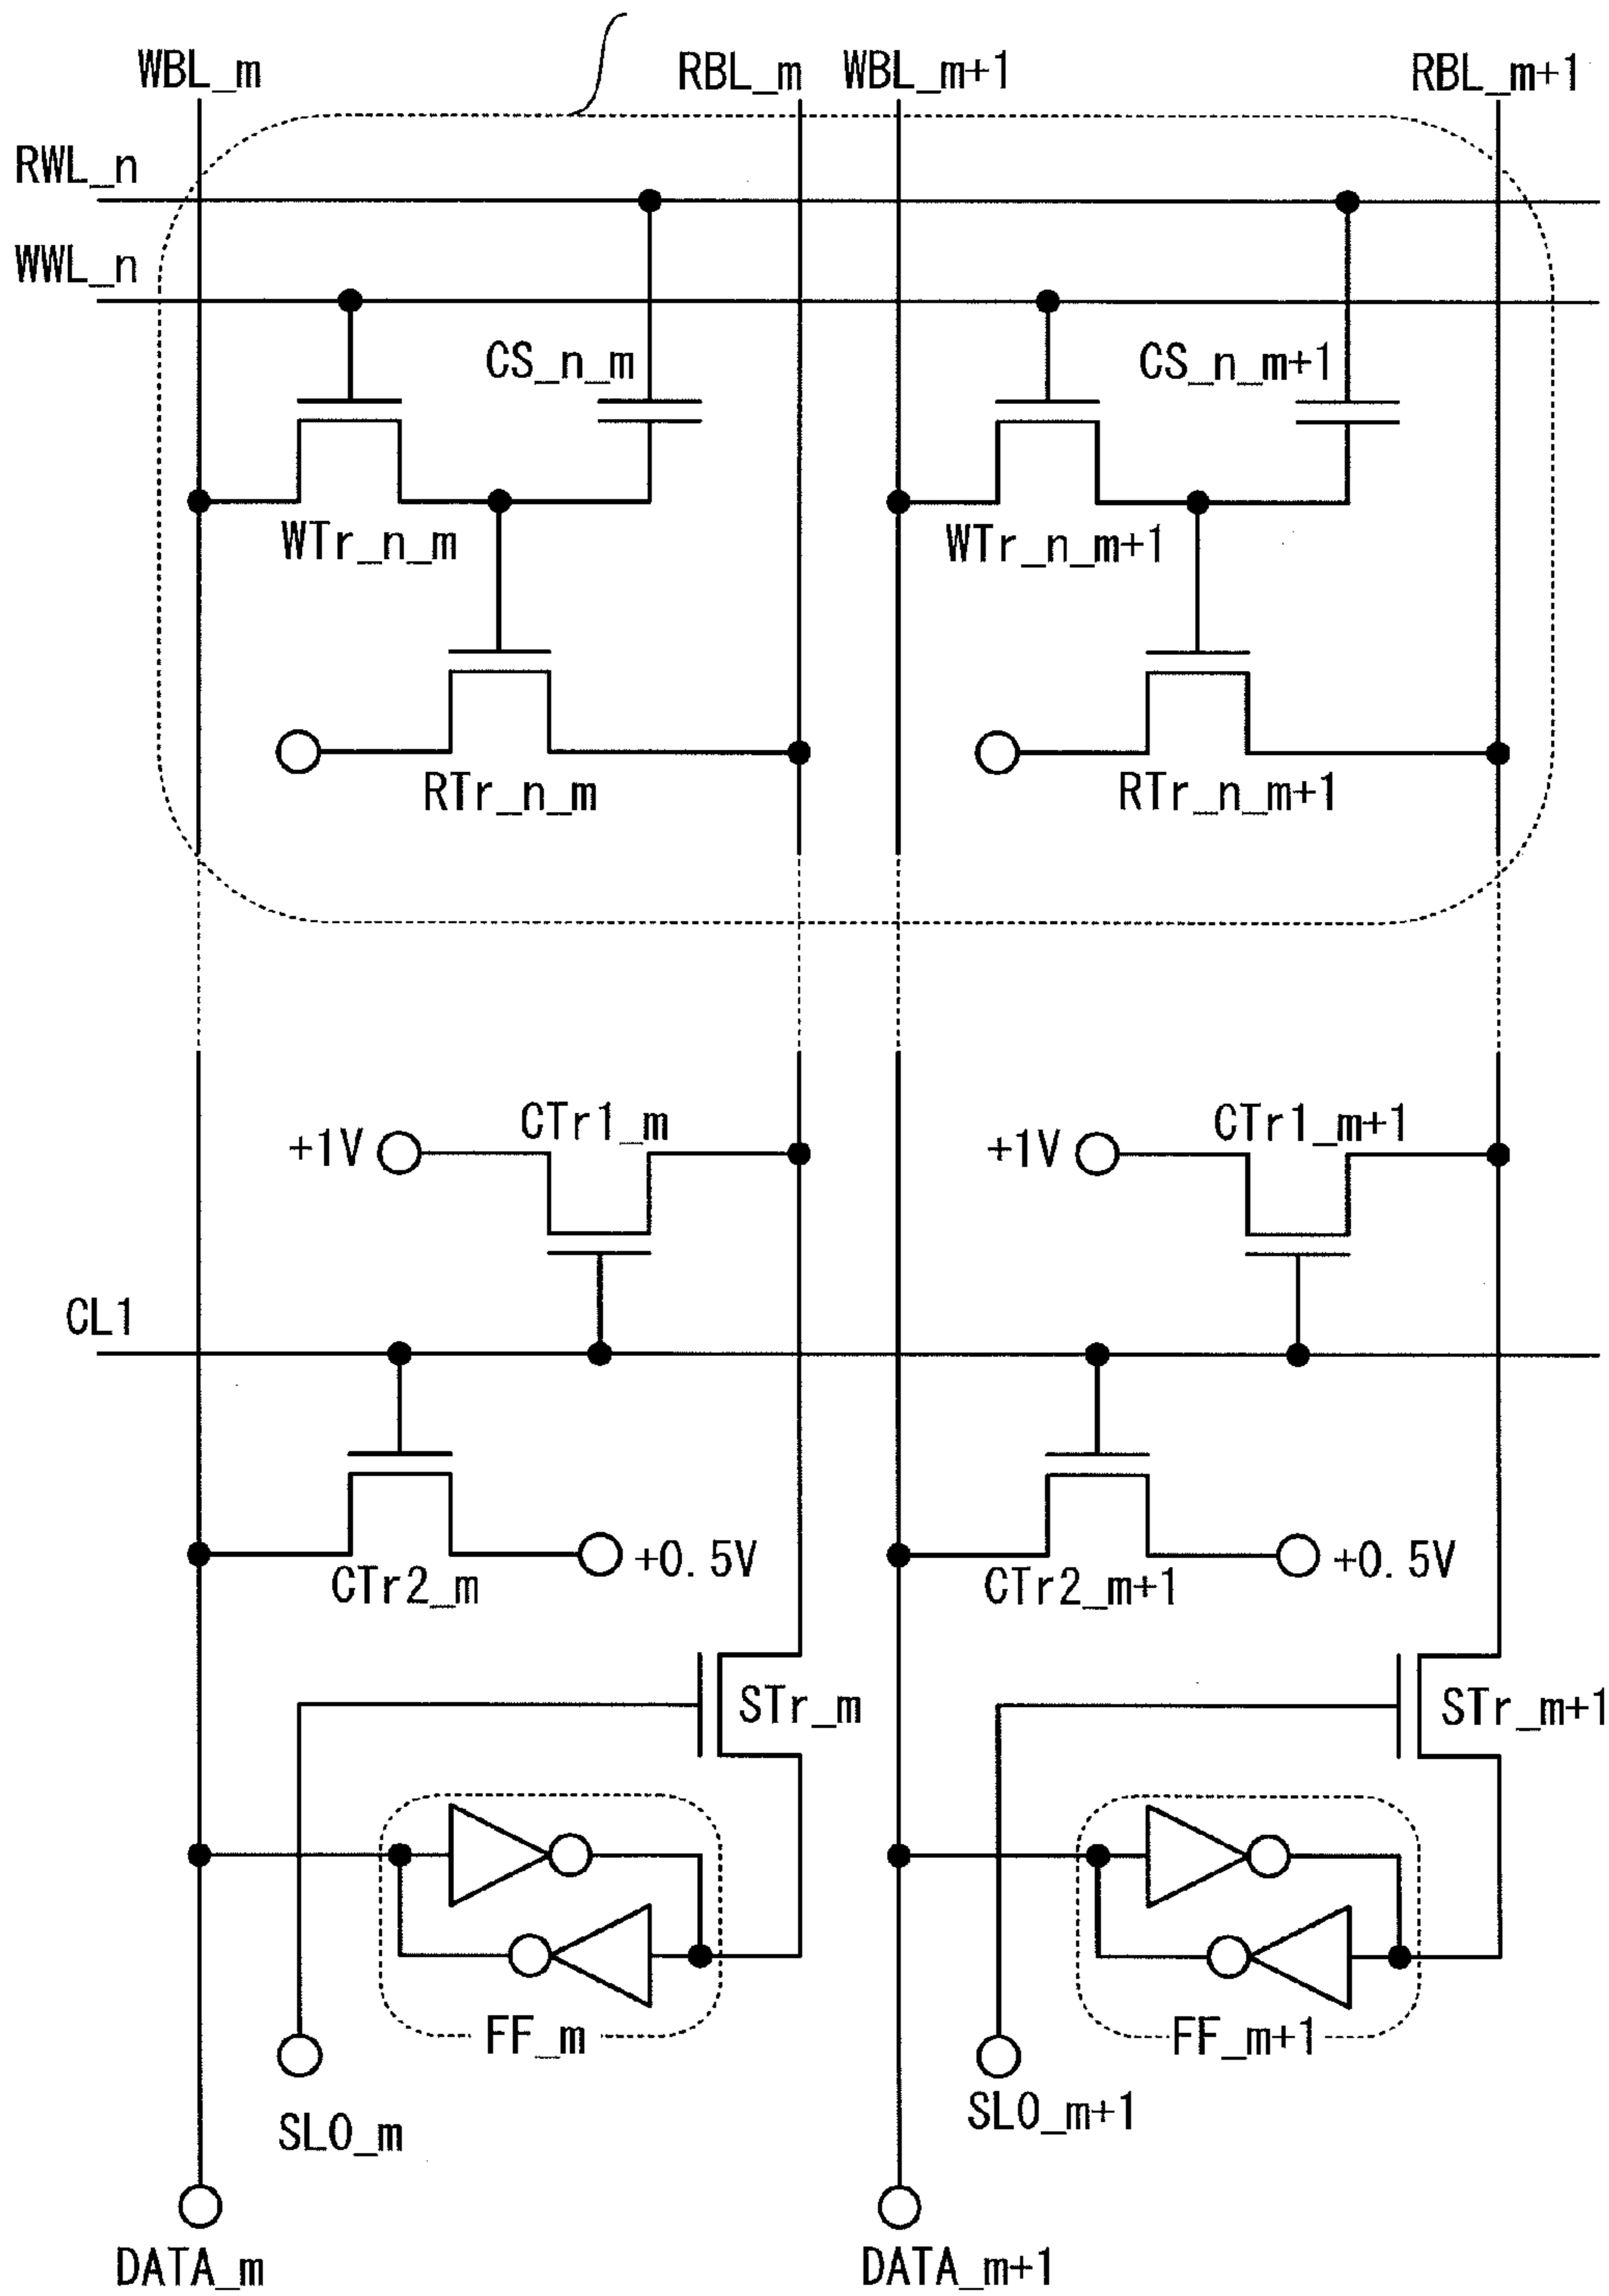 WBL_m RBL_m WBL_m+1 RBL_m+1
RWL_n
WWL_n
CS_n_m CS_n_m+1
WTr_n_m WTr_n_m+1
RTr_n_m RTr_n_m+1
CTr1_m CTr1_m+1
+1V +1V
CL1
+0.5V +0.5V
CTr2_m CTr2_m+1
STr_m STr_m+1
FF_m FF_m+1
SL0_m SL0_m+1
DATA_m DATA_m+1